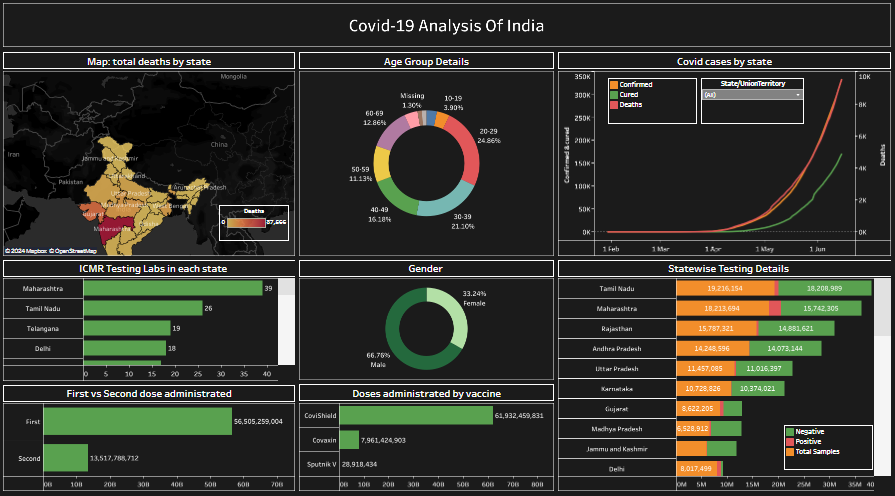 Covid-19 Analysis Of India
Map: total deaths by state
Mongolia
China
Iran
Pakistan
Jammu and Kashmir
Uttar Pradesh
Arunachal Pradesh
Madhya Pradesh
West Bengal
Gujarat
Maharashtra
Deaths
0
© 2024 Mapbox © OpenStreetMap
Age Group Details
Missing
1.30%
10-19
3.90%
20-29
24.86%
30-39
21.10%
40-49
16.18%
50-59
11.13%
60-69
12.86%
Covid cases by state
Confirmed
Cured
Deaths
State/UnionTerritory
(All)
Confirmed & cured
350K
300K
250K
200K
150K
100K
50K
0K
Deaths
10K
8K
6K
4K
2K
0K
1 Feb
1 Mar
1 Apr
1 May
1 Jun
ICMR Testing Labs in each state
Maharashtra 39
Tamil Nadu 26
Telangana 19
Delhi 18
0 5 10 15 20 25 30 35 40
Gender
33.24%
Female
66.76%
Male
Statewise Testing Details
Tamil Nadu 19,216,154 18,208,989
Maharashtra 18,213,694 15,742,305
Rajasthan 15,787,321 14,881,621
Andhra Pradesh 14,248,596 14,073,144
Uttar Pradesh 11,457,085 11,016,397
Karnataka 10,728,826 10,374,021
Gujarat 8,622,205
Madhya Pradesh 6,528,912
Jammu and Kashmir
Delhi 8,017,499
Negative
Positive
Total Samples
0M 5M 10M 15M 20M 25M 30M 35M 40
First vs Second dose administrated
First 56,505,259,004
Second 13,517,788,712
0B 10B 20B 30B 40B 50B 60B 70B
Doses administrated by vaccine
CoviShield 61,932,459,831
Covaxin 7,961,424,903
Sputnik V 28,918,434
0B 10B 20B 30B 40B 50B 60B 70B 80B